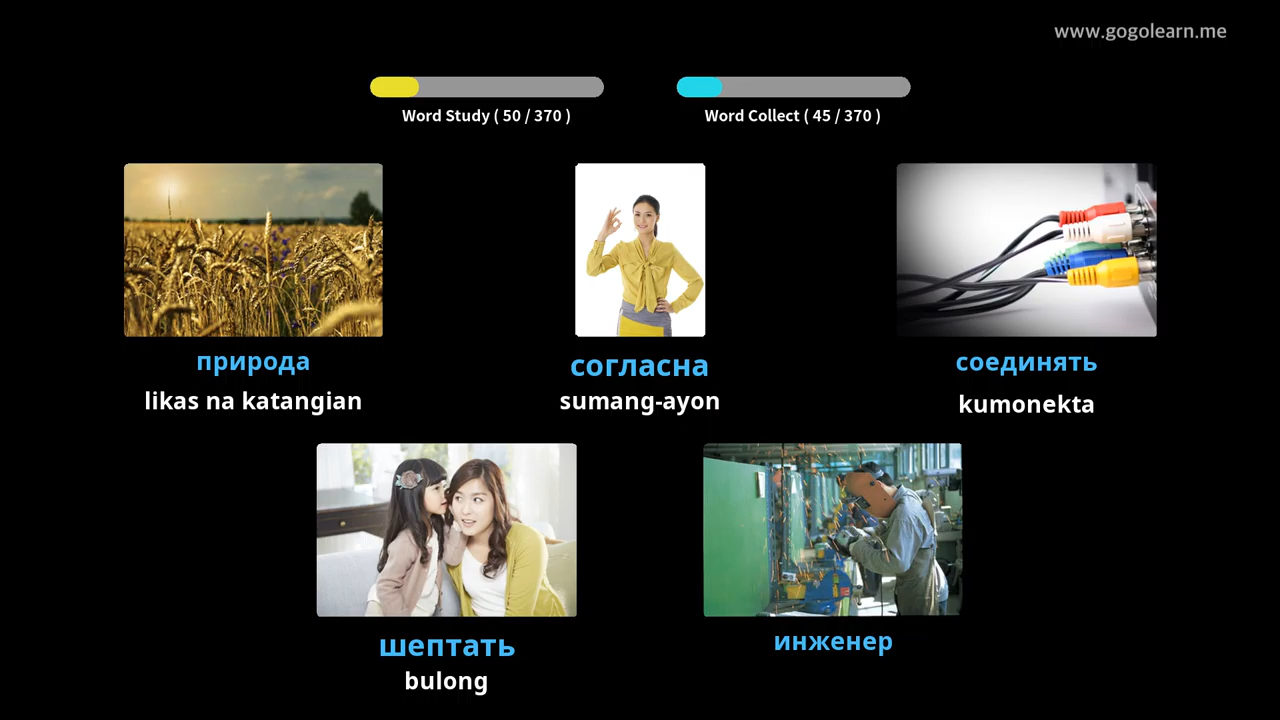 www.gogolearn.me
Word Study ( 50 / 370 )
Word Collect ( 45 / 370 )
природа
likas na katangian
согласна
sumang-ayon
соединять
kumonekta
шептать
bulong
инженер